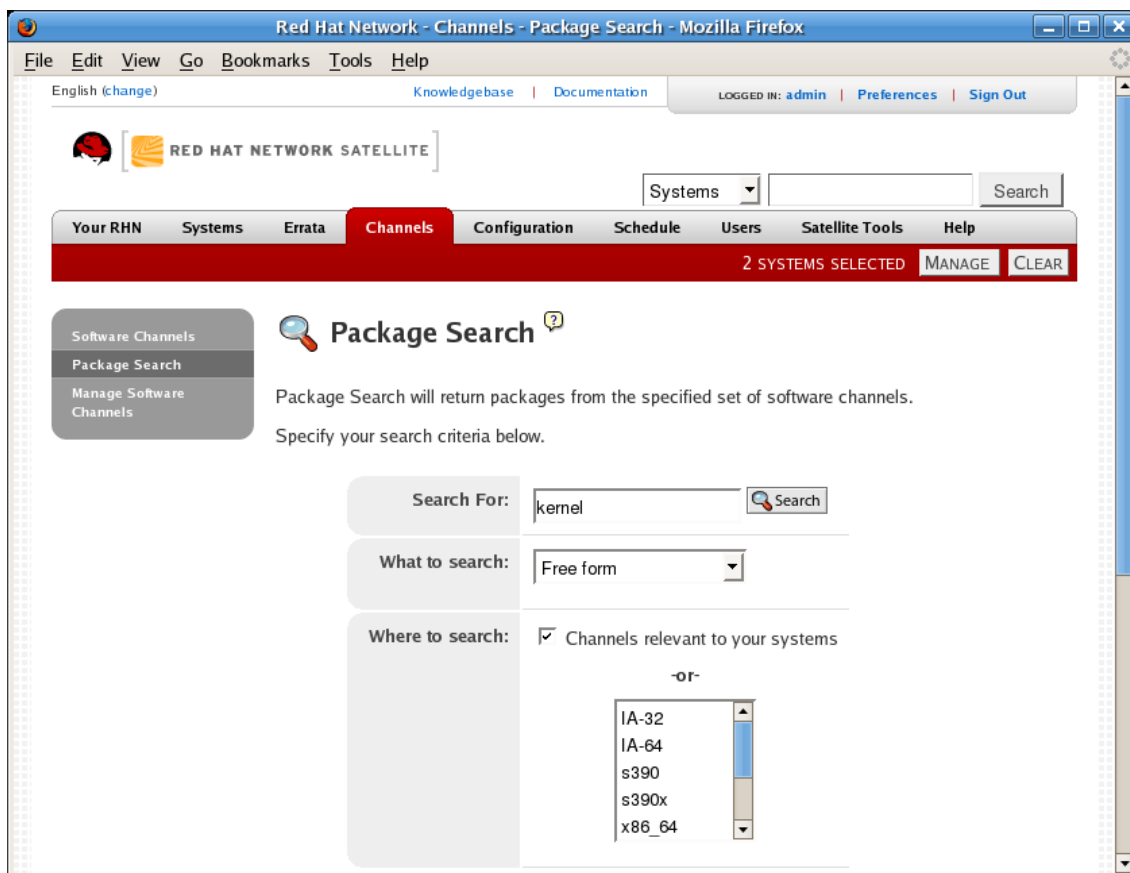 Red Hat Network - Channels - Package Search - Mozilla Firefox
File Edit View Go Bookmarks Tools Help
English (change) Knowledgebase | Documentation LOGGED IN: admin | Preferences | Sign Out
RED HAT NETWORK SATELLITE
Systems Search
Your RHN Systems Errata Channels Configuration Schedule Users Satellite Tools Help
2 SYSTEMS SELECTED MANAGE CLEAR
Software Channels
Package Search
Manage Software
Channels
Package Search ?
Package Search will return packages from the specified set of software channels.
Specify your search criteria below.
Search For: kernel Search
What to search: Free form
Where to search: Channels relevant to your systems
-or-
IA-32
IA-64
s390
s390x
x86_64